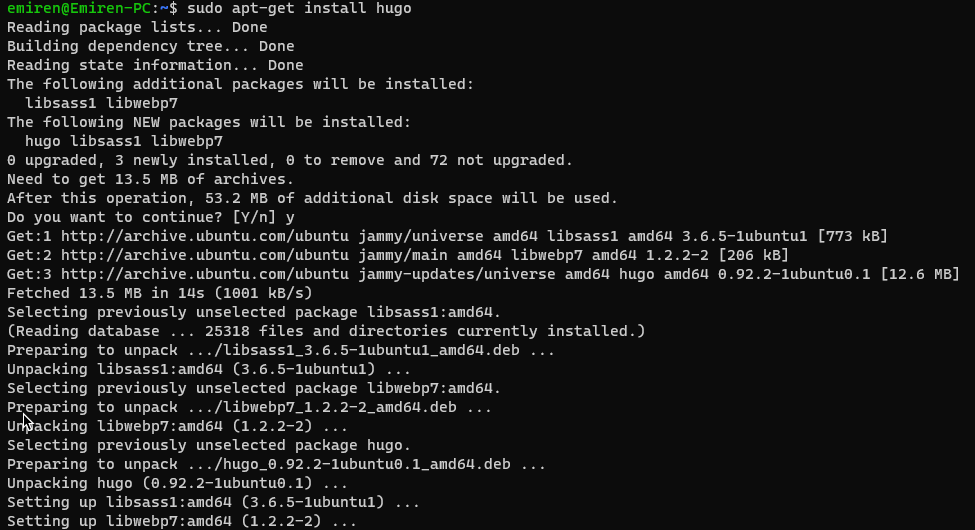 emiren@Emiren-PC:~$ sudo apt-get install hugo
Reading package lists... Done
Building dependency tree... Done
Reading state information... Done
The following additional packages will be installed:
  libsass1 libwebp7
The following NEW packages will be installed:
  hugo libsass1 libwebp7
0 upgraded, 3 newly installed, 0 to remove and 72 not upgraded.
Need to get 13.5 MB of archives.
After this operation, 53.2 MB of additional disk space will be used.
Do you want to continue? [Y/n] y
Get:1 http://archive.ubuntu.com/ubuntu jammy/universe amd64 libsass1 amd64 3.6.5-1ubuntu1 [773 kB]
Get:2 http://archive.ubuntu.com/ubuntu jammy/main amd64 libwebp7 amd64 1.2.2-2 [206 kB]
Get:3 http://archive.ubuntu.com/ubuntu jammy-updates/universe amd64 hugo amd64 0.92.2-1ubuntu0.1 [12.6 MB]
Fetched 13.5 MB in 14s (1001 kB/s)
Selecting previously unselected package libsass1:amd64.
(Reading database ... 25318 files and directories currently installed.)
Preparing to unpack .../libsass1_3.6.5-1ubuntu1_amd64.deb ...
Unpacking libsass1:amd64 (3.6.5-1ubuntu1) ...
Selecting previously unselected package libwebp7:amd64.
Preparing to unpack .../libwebp7_1.2.2-2_amd64.deb ...
Unpacking libwebp7:amd64 (1.2.2-2) ...
Selecting previously unselected package hugo.
Preparing to unpack .../hugo_0.92.2-1ubuntu0.1_amd64.deb ...
Unpacking hugo (0.92.2-1ubuntu0.1) ...
Setting up libsass1:amd64 (3.6.5-1ubuntu1) ...
Setting up libwebp7:amd64 (1.2.2-2) ...